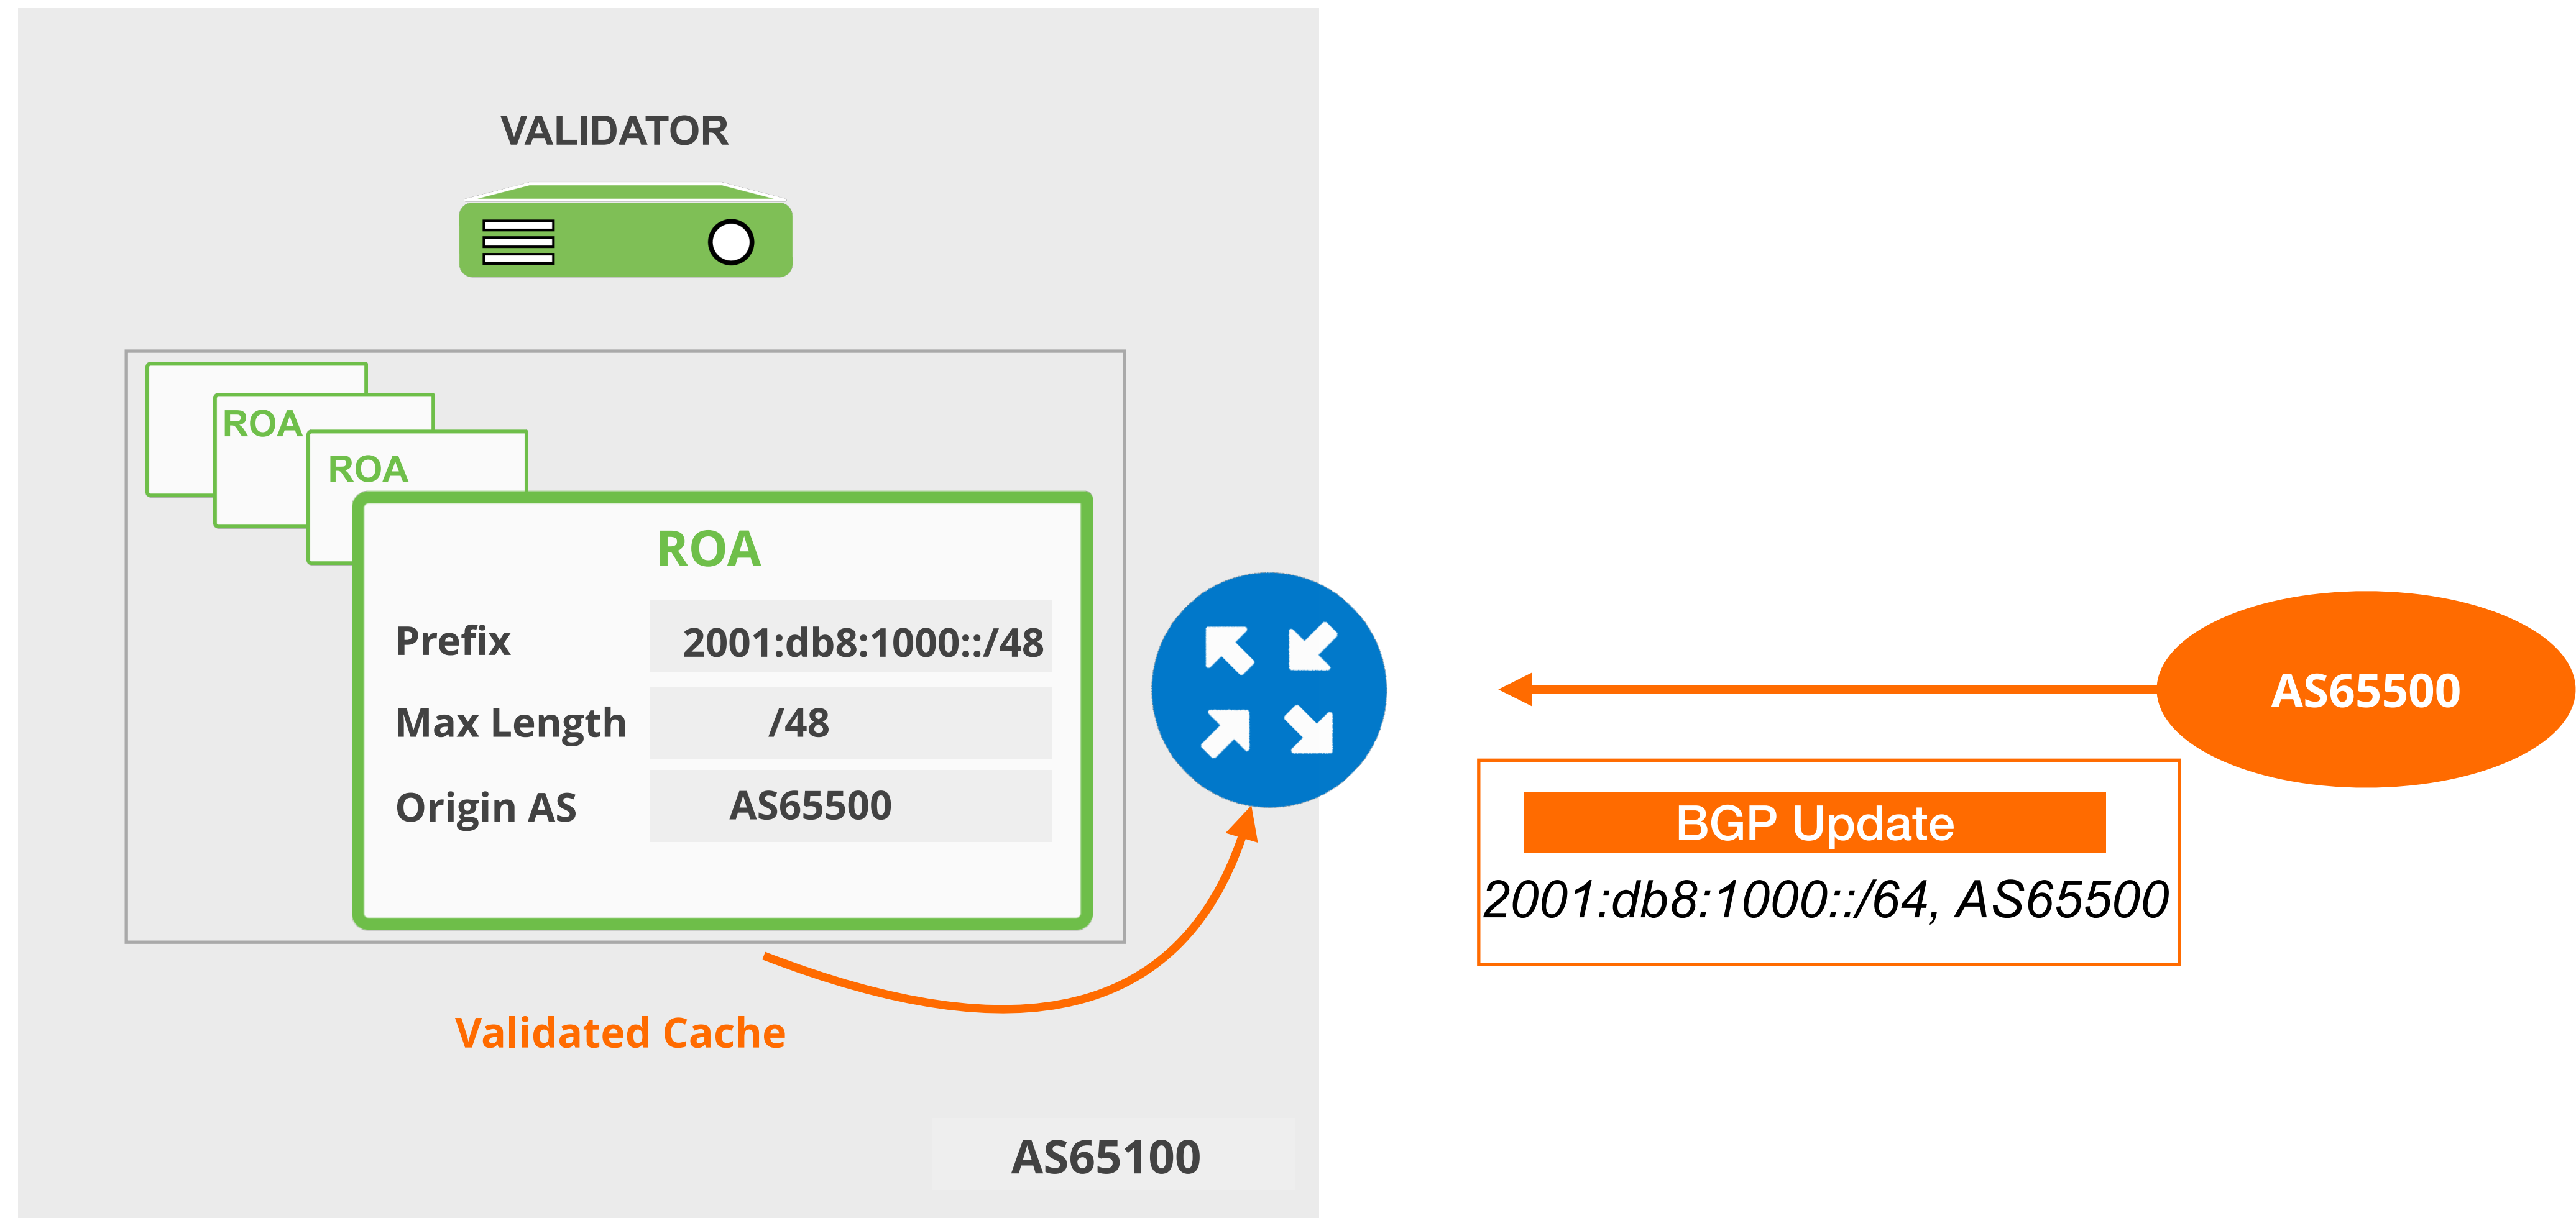 VALIDATOR
ROA
ROA
ROA
Prefix 2001:db8:1000::/48
Max Length /48
Origin AS AS65500
Validated Cache
AS65100
AS65500
BGP Update
2001:db8:1000::/64, AS65500